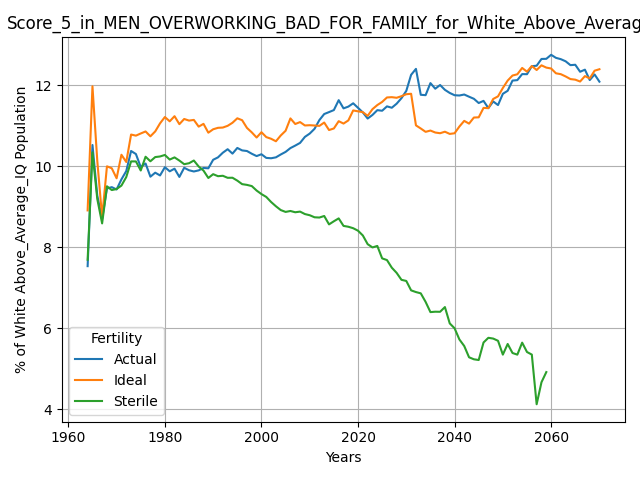 Score_5_in_MEN_OVERWORKING_BAD_FOR_FAMILY_for_White_Above_Averag
% of White Above_Average_IQ Population
12
10
8
6
4
Fertility
Actual
Ideal
Sterile
1960 1980 2000 2020 2040 2060
Years